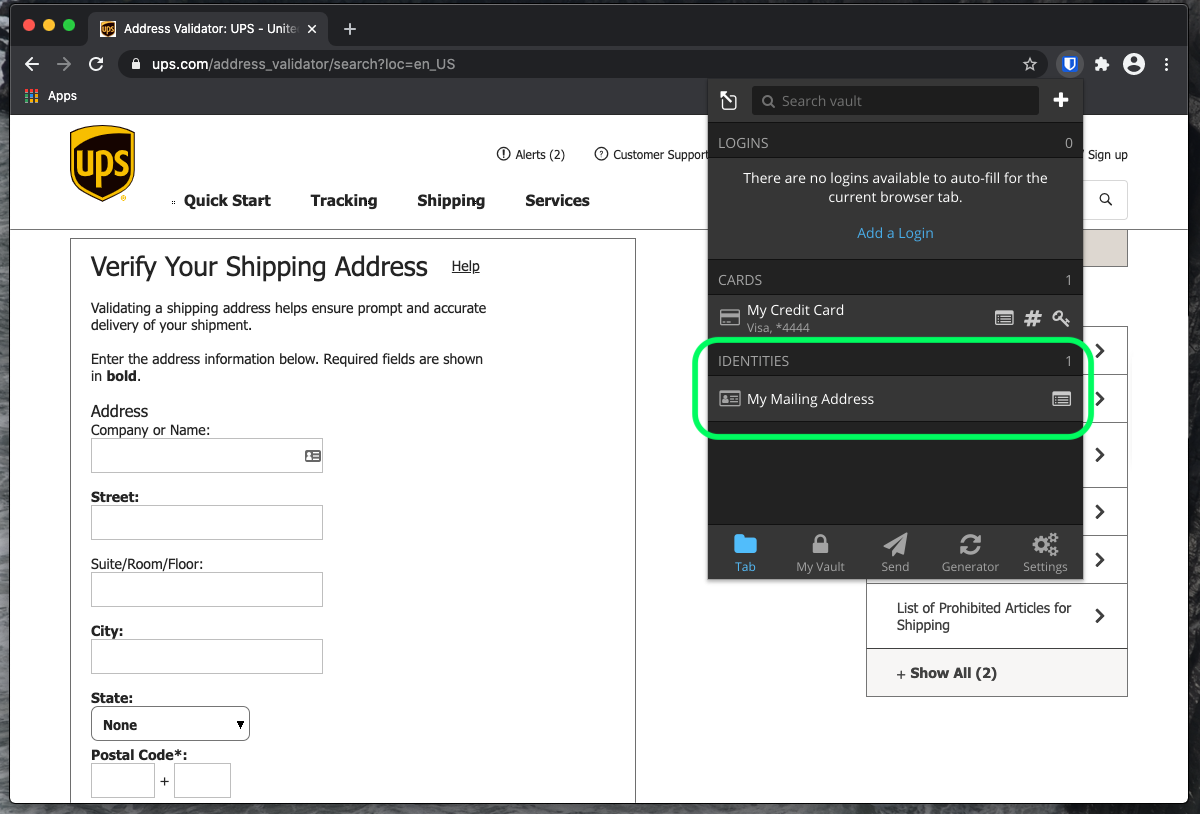 ups
Address Validator: UPS - Unite
ups.com/address_validator/search?loc=en_US
Apps
ups
Alerts (2)
Customer Support
Sign up
Quick Start
Tracking
Shipping
Services
Verify Your Shipping Address
Help
Validating a shipping address helps ensure prompt and accurate
delivery of your shipment.
Enter the address information below. Required fields are shown
in bold.
Address
Company or Name:
Street:
Suite/Room/Floor:
City:
State:
None
Postal Code*:
+
Search vault
LOGINS 0
There are no logins available to auto-fill for the
current browser tab.
Add a Login
CARDS 1
My Credit Card
Visa, *4444
IDENTITIES 1
My Mailing Address
Tab
My Vault
Send
Generator
Settings
List of Prohibited Articles for
Shipping
+ Show All (2)